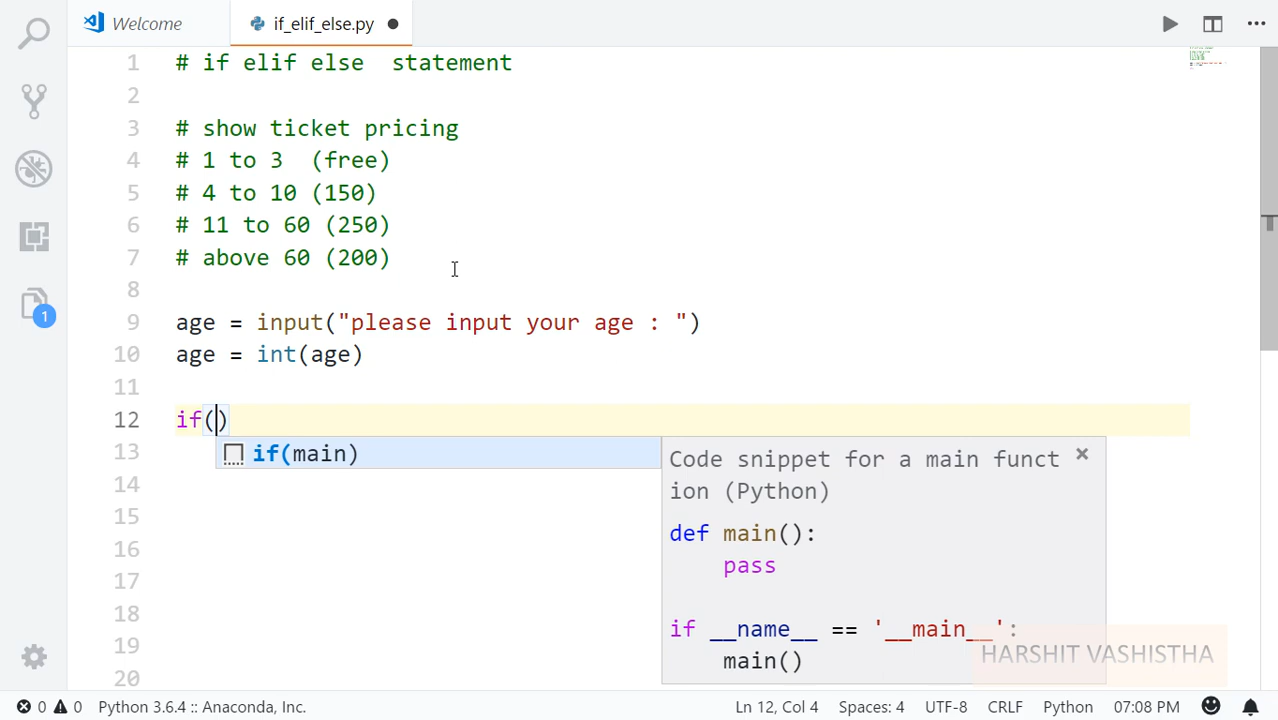 Welcome
if_elif_else.py
1 # if elif else  statement
2
3 # show ticket pricing
4 # 1 to 3  (free)
5 # 4 to 10 (150)
6 # 11 to 60 (250)
7 # above 60 (200)
8
9 age = input("please input your age : ")
10 age = int(age)
11
12 if()
13 if(main)
14
15
16
17
18
19
20
Code snippet for a main funct
ion (Python)
def main():
    pass
if __name__ == '__main__':
    main()
HARSHIT VASHISTHA
1
0 0 Python 3.6.4 :: Anaconda, Inc. Ln 12, Col 4 Spaces: 4 UTF-8 CRLF Python 07:08 PM